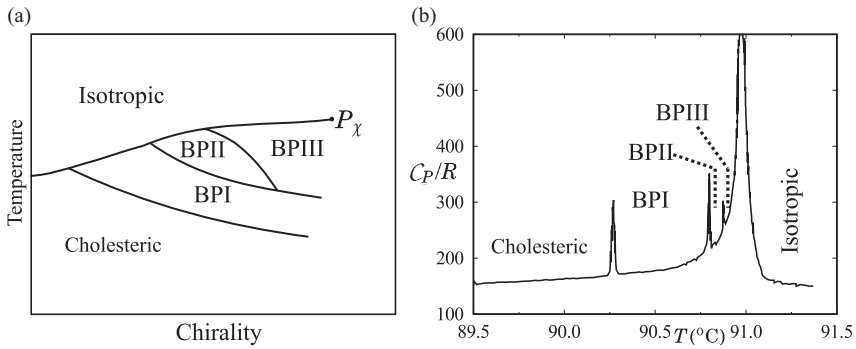 (a)
Temperature
Isotropic
BPII
BPIII
BPI
Cholesteric
Pχ
Chirality
(b)
600
500
400
300
200
100
C_P/R
Cholesteric
BPI
BPII
BPIII
Isotropic
89.5 90.0 90.5 T(°C) 91.0 91.5